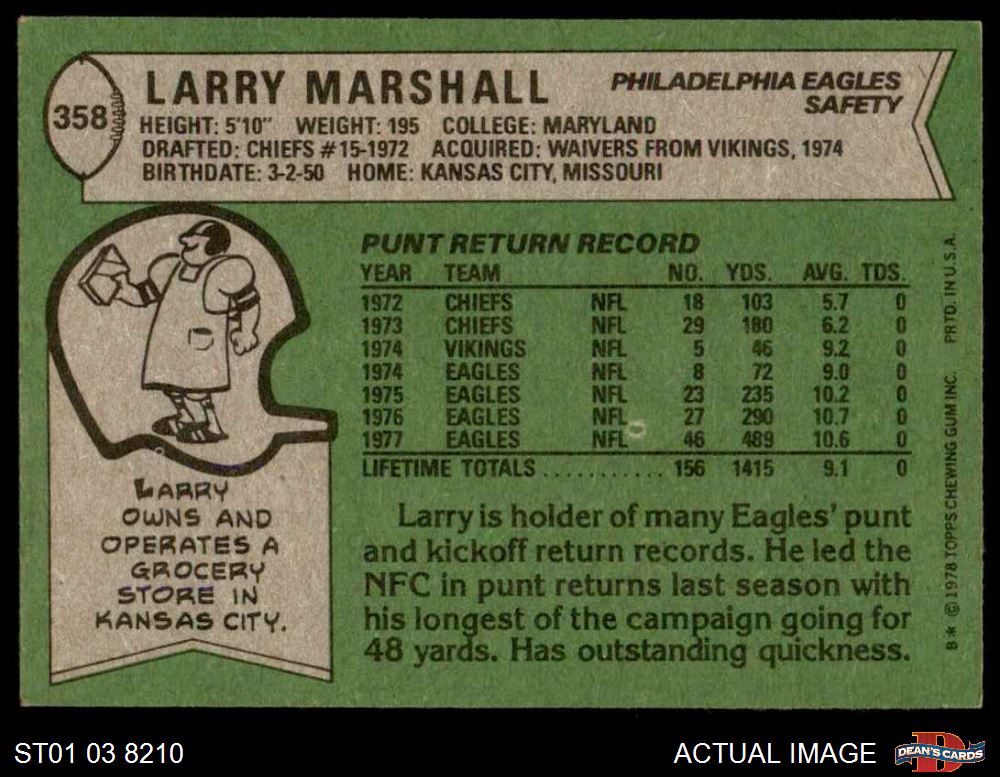 358
LARRY MARSHALL
PHILADELPHIA EAGLES
SAFETY
HEIGHT: 5'10" WEIGHT: 195 COLLEGE: MARYLAND
DRAFTED: CHIEFS #15-1972 ACQUIRED: WAIVERS FROM VIKINGS, 1974
BIRTHDATE: 3-2-50 HOME: KANSAS CITY, MISSOURI
PUNT RETURN RECORD
YEAR TEAM NO. YDS. AVG. TDS.
1972 CHIEFS NFL 18 103 5.7 0
1973 CHIEFS NFL 29 180 6.2 0
1974 VIKINGS NFL 5 46 9.2 0
1974 EAGLES NFL 8 72 9.0 0
1975 EAGLES NFL 23 235 10.2 0
1976 EAGLES NFL 27 290 10.7 0
1977 EAGLES NFL 46 489 10.6 0
LIFETIME TOTALS ............ 156 1415 9.1 0
LARRY
OWNS AND
OPERATES A
GROCERY
STORE IN
KANSAS CITY.
Larry is holder of many Eagles' punt
and kickoff return records. He led the
NFC in punt returns last season with
his longest of the campaign going for
48 yards. Has outstanding quickness.
B* © 1978 TOPPS CHEWING GUM INC. PRTD. IN U.S.A.
ST01 03 8210
ACTUAL IMAGE
D
DEAN'S CARDS